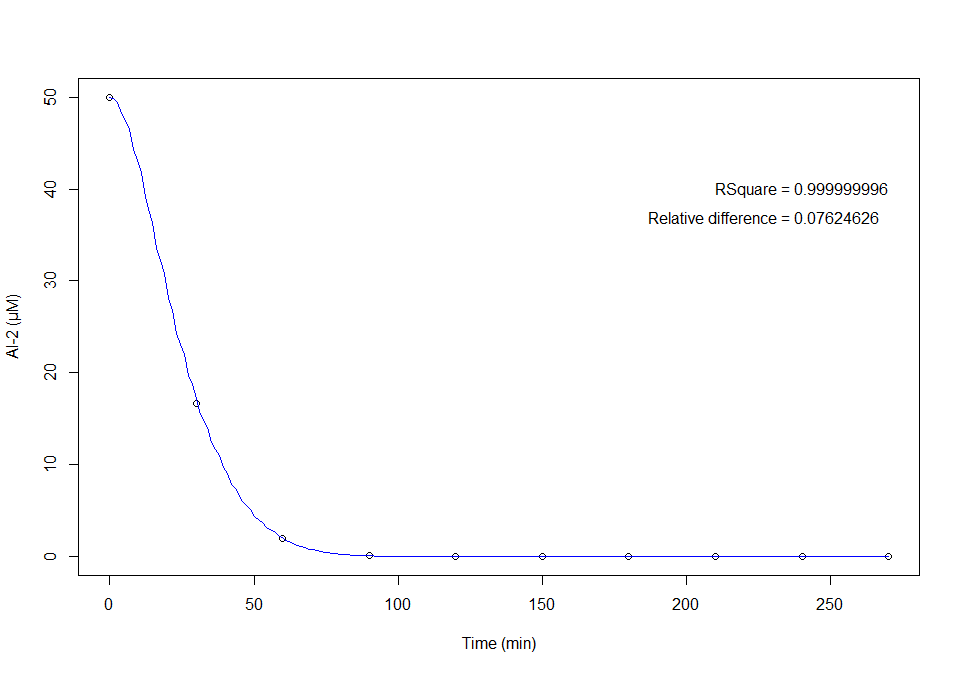 50
40
30
20
10
0
AI-2 (µM)
RSquare = 0.999999996
Relative difference = 0.07624626
0 50 100 150 200 250
Time (min)